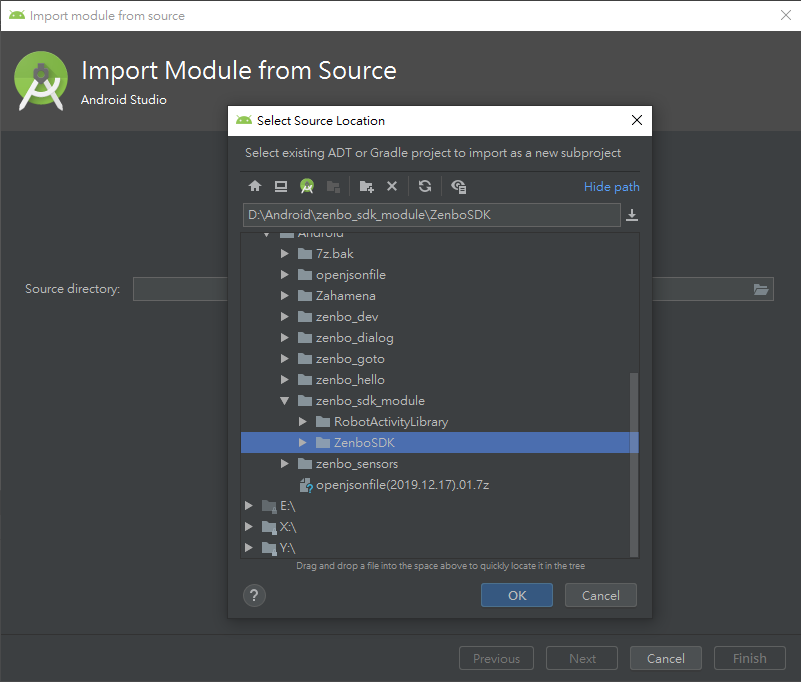 Import module from source
Import Module from Source
Android Studio
Select Source Location
Select existing ADT or Gradle project to import as a new subproject
Hide path
D:\Android\zenbo_sdk_module\ZenboSDK
Android
7z.bak
openjsonfile
Zahamena
zenbo_dev
zenbo_dialog
zenbo_goto
zenbo_hello
zenbo_sdk_module
RobotActivityLibrary
ZenboSDK
zenbo_sensors
openjsonfile(2019.12.17).01.7z
E:\
X:\
Y:\
Drag and drop a file into the space above to quickly locate it in the tree
? OK Cancel
Source directory:
Previous Next Cancel Finish